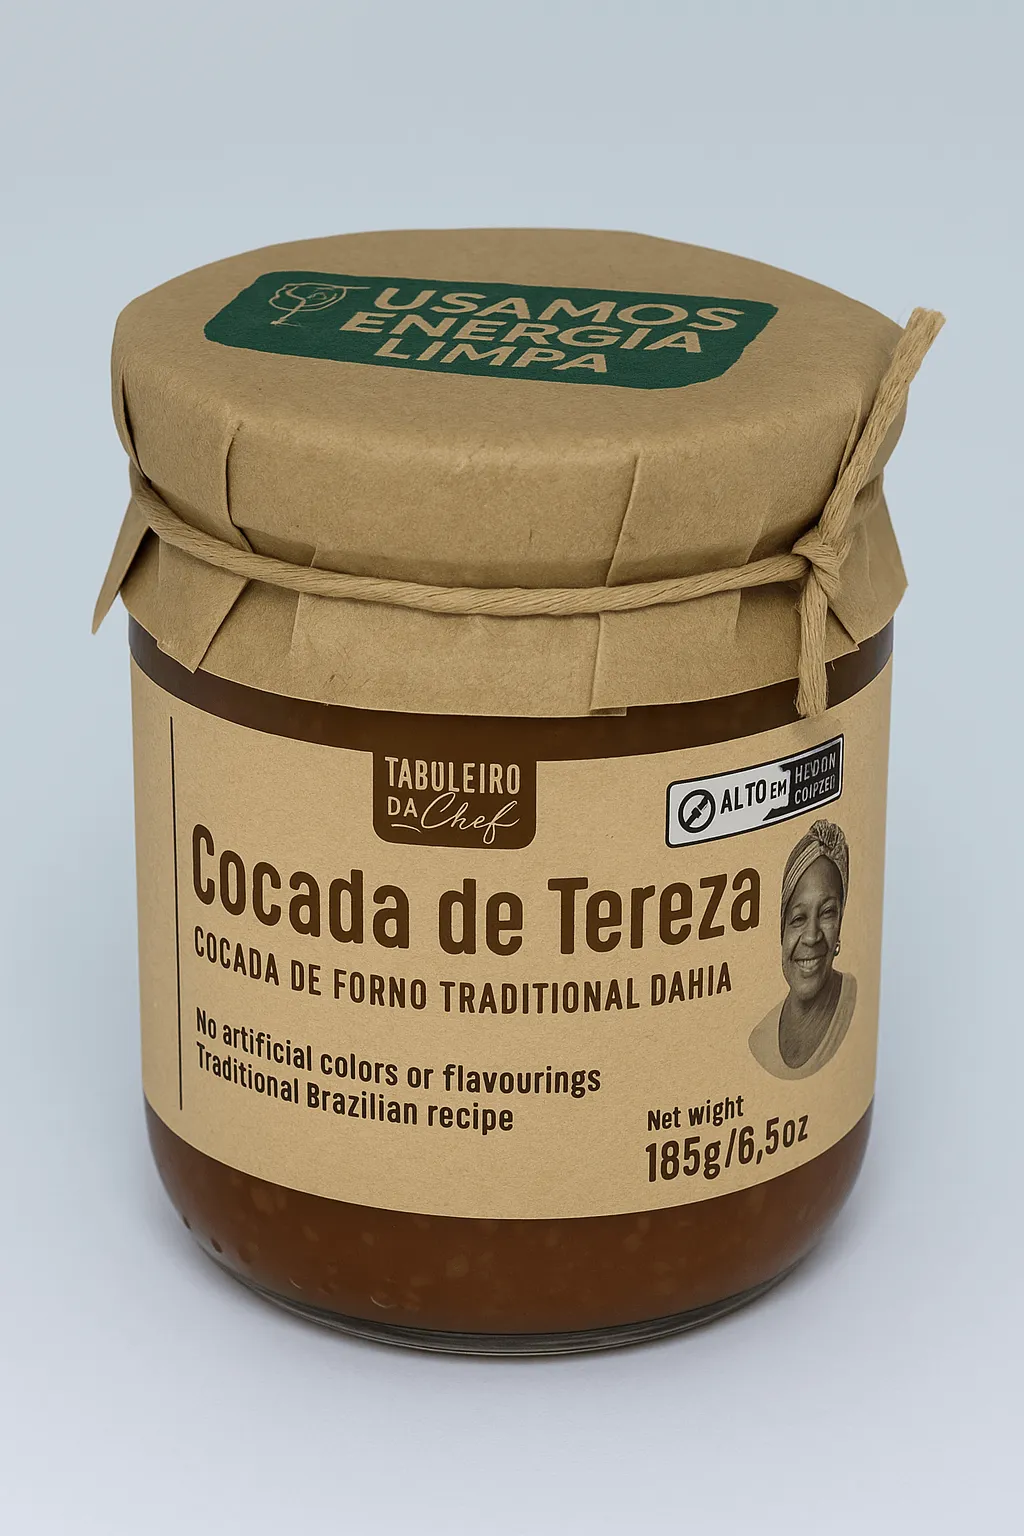 USAMOS
ENERGIA
LIMPA
TABULEIRO
DA Chef
ALTO EM
Cocada de Tereza
COCADA DE FORNO TRADITIONAL DAHIA
No artificial colors or flavourings
Traditional Brazilian recipe
Net wight
185g/6,5oz